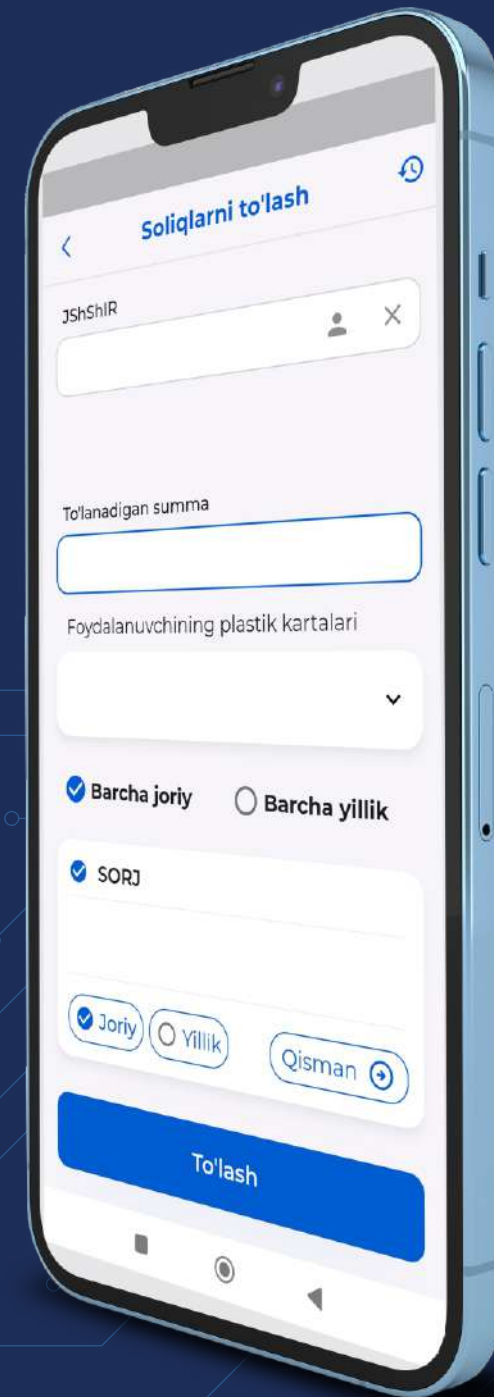 Soliqlarni to'lash
JShShIR
To'lanadigan summa
Foydalanuvchining plastik kartalari
Barcha joriy Barcha yillik
SORJ
Joriy Yillik Qisman
To'lash